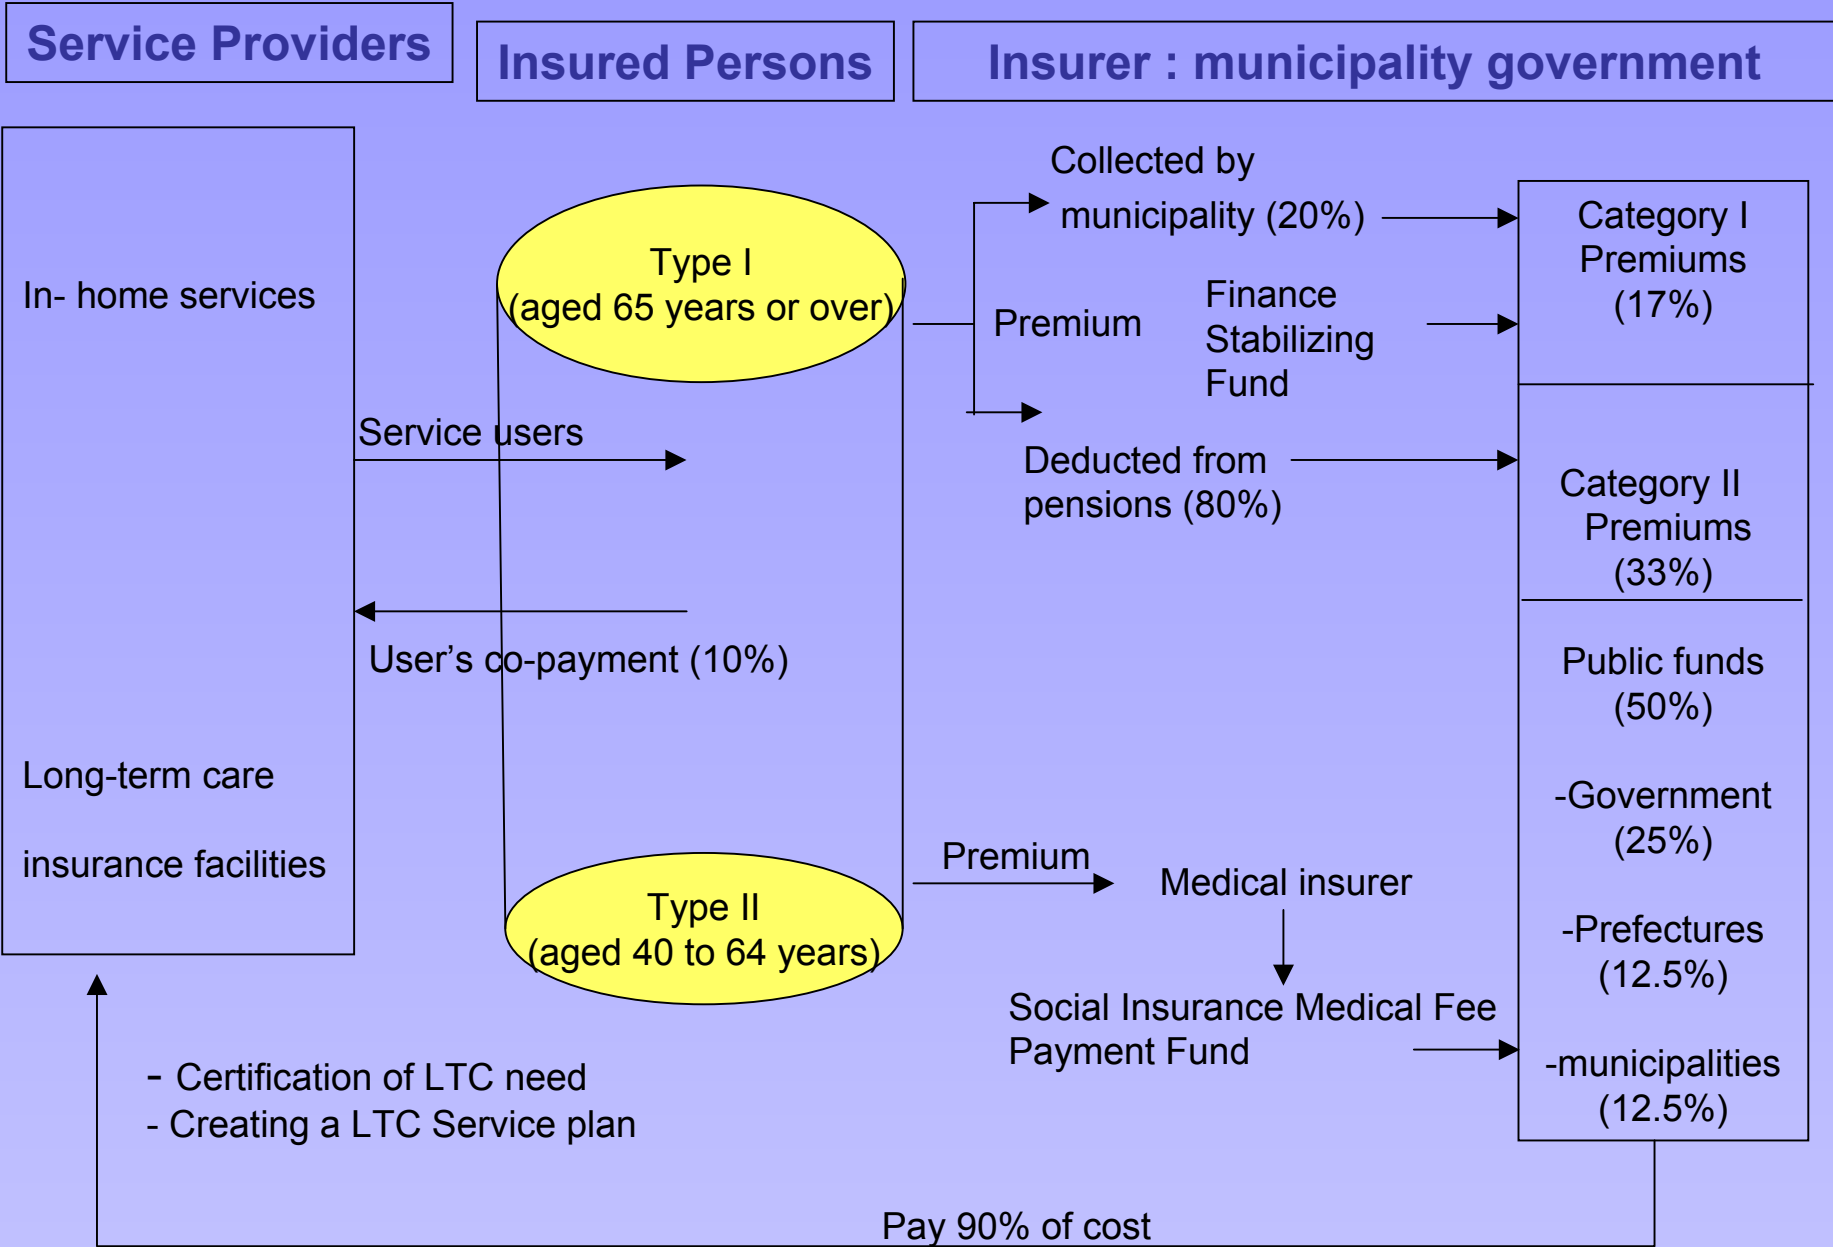 Service Providers
Insured Persons
Insurer : municipality government
In- home services
Long-term care
insurance facilities
Service users
User’s co-payment (10%)
Type I
(aged 65 years or over)
Type II
(aged 40 to 64 years)
Collected by
municipality (20%)
Premium
Finance
Stabilizing
Fund
Deducted from
pensions (80%)
Premium
Medical insurer
Social Insurance Medical Fee
Payment Fund
Category I
Premiums
(17%)
Category II
Premiums
(33%)
Public funds
(50%)
-Government
(25%)
-Prefectures
(12.5%)
-municipalities
(12.5%)
- Certification of LTC need
- Creating a LTC Service plan
Pay 90% of cost